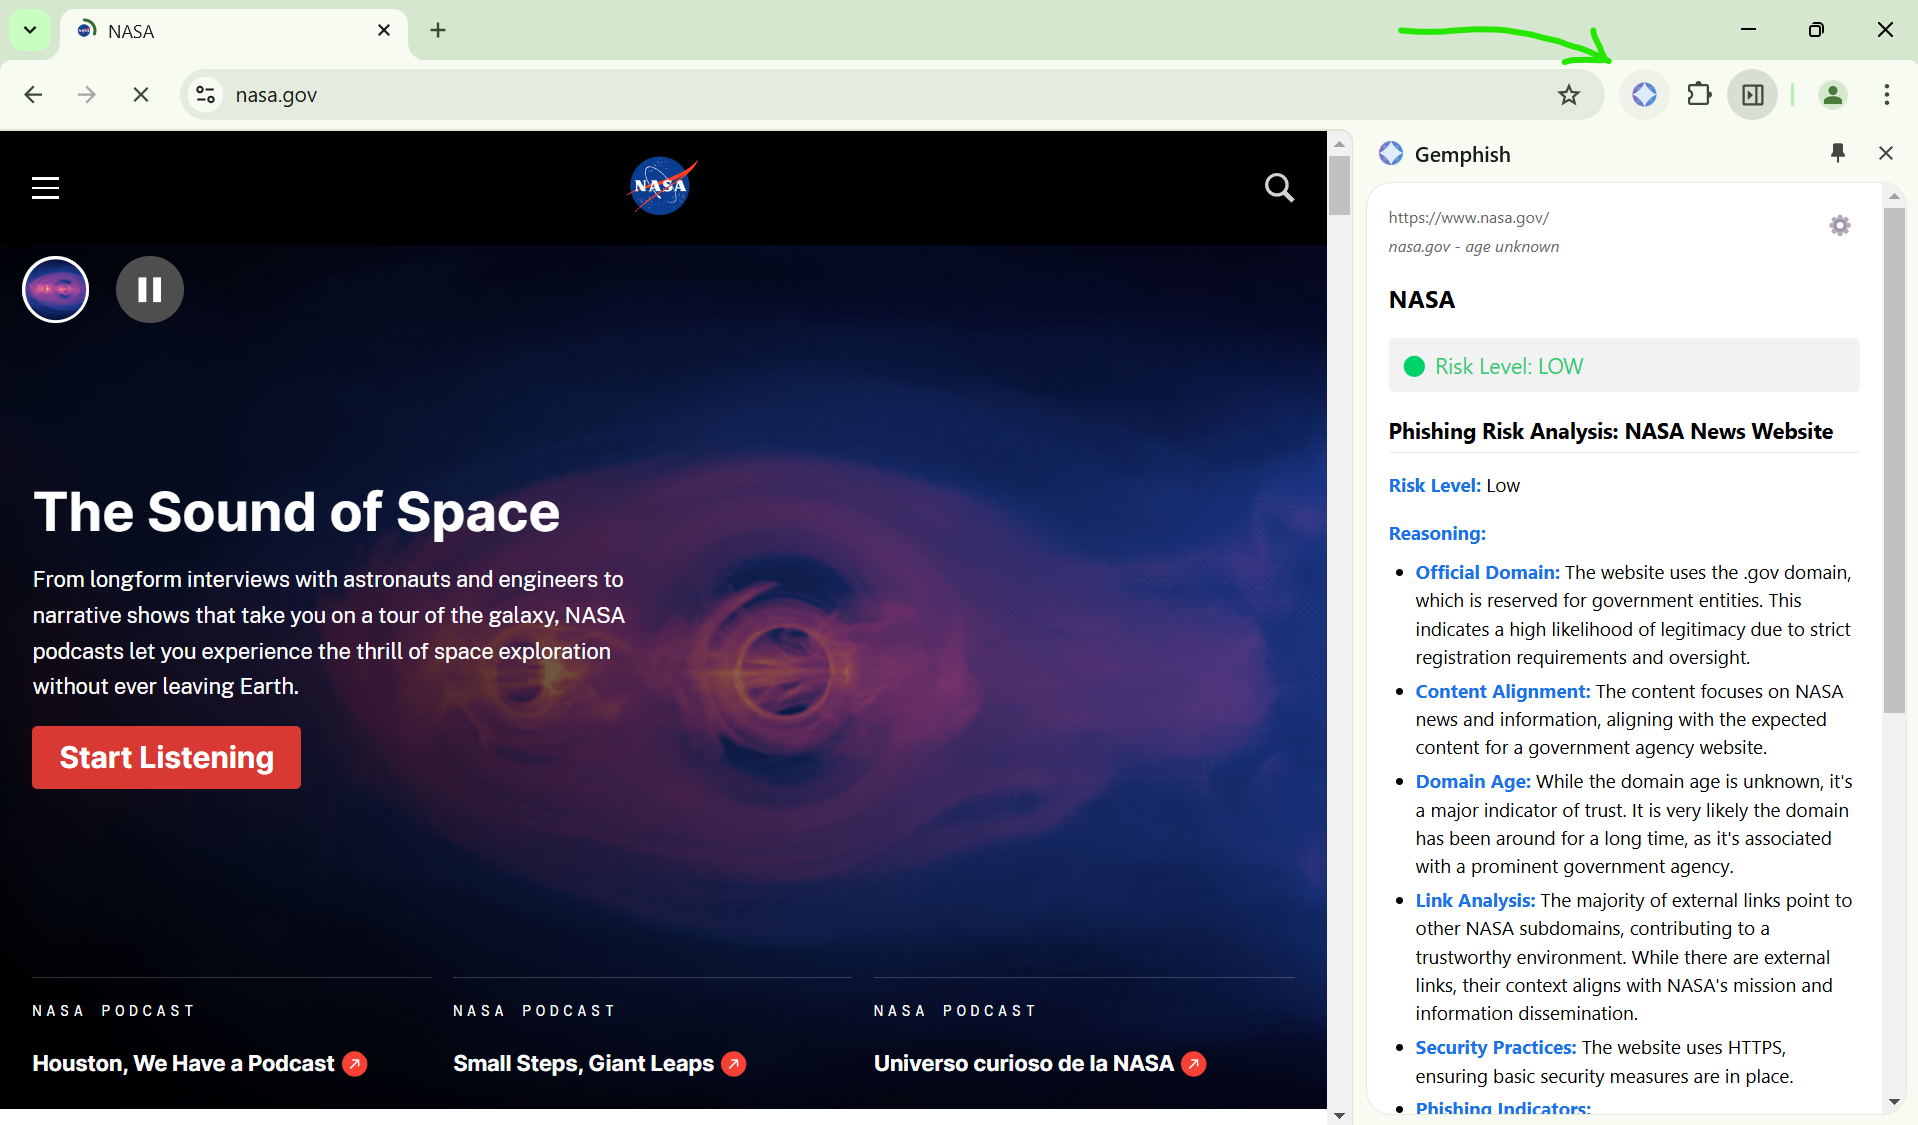 NASA
nasa.gov
NASA
The Sound of Space
From longform interviews with astronauts and engineers to
narrative shows that take you on a tour of the galaxy, NASA
podcasts let you experience the thrill of space exploration
without ever leaving Earth.
Start Listening
NASA PODCAST
Houston, We Have a Podcast
NASA PODCAST
Small Steps, Giant Leaps
NASA PODCAST
Universo curioso de la NASA
Gemphish
https://www.nasa.gov/
nasa.gov - age unknown
NASA
Risk Level: LOW
Phishing Risk Analysis: NASA News Website
Risk Level: Low
Reasoning:
• Official Domain: The website uses the .gov domain,
which is reserved for government entities. This
indicates a high likelihood of legitimacy due to strict
registration requirements and oversight.
• Content Alignment: The content focuses on NASA
news and information, aligning with the expected
content for a government agency website.
• Domain Age: While the domain age is unknown, it's
a major indicator of trust. It is very likely the domain
has been around for a long time, as it's associated
with a prominent government agency.
• Link Analysis: The majority of external links point to
other NASA subdomains, contributing to a
trustworthy environment. While there are external
links, their context aligns with NASA's mission and
information dissemination.
• Security Practices: The website uses HTTPS,
ensuring basic security measures are in place.
• Phishing Indicators: